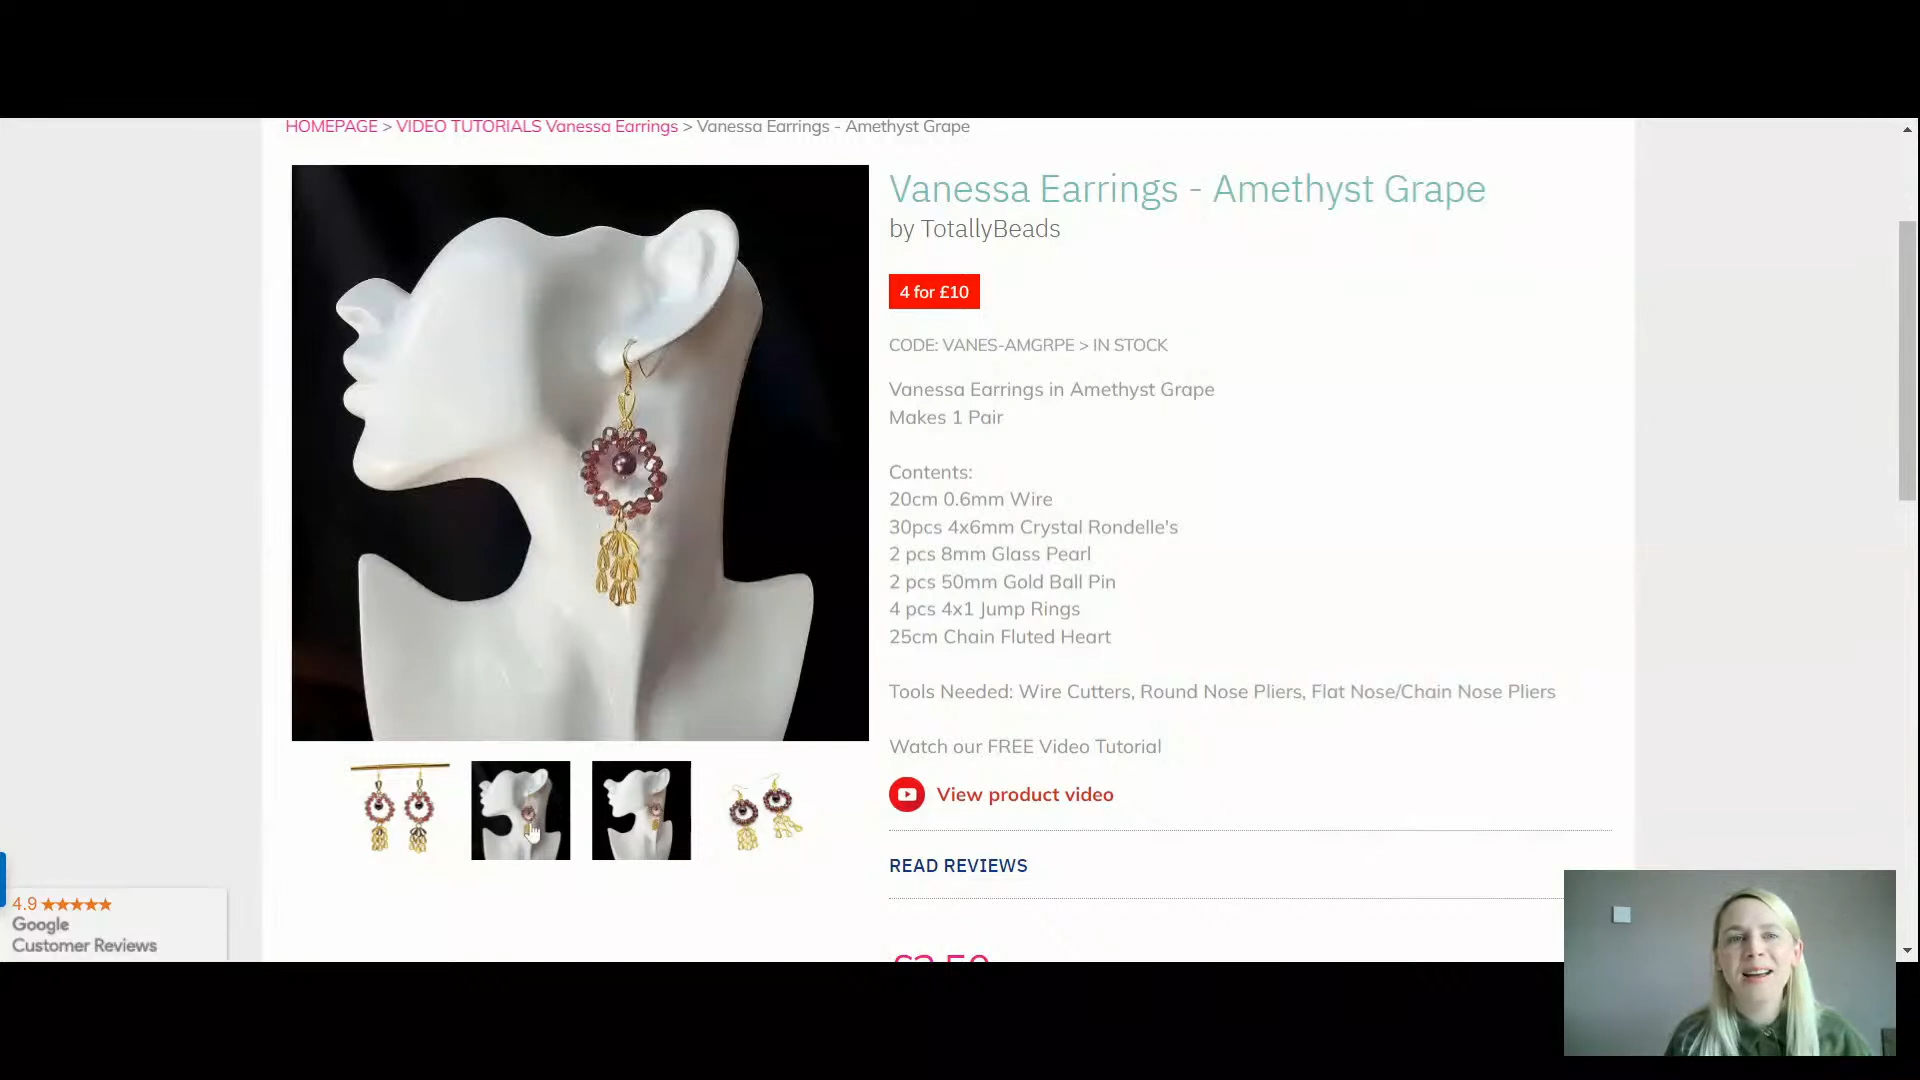 HOMEPAGE > VIDEO TUTORIALS Vanessa Earrings > Vanessa Earrings - Amethyst Grape
Vanessa Earrings - Amethyst Grape
by TotallyBeads
4 for £10
CODE: VANES-AMGRPE > IN STOCK
Vanessa Earrings in Amethyst Grape
Makes 1 Pair
Contents:
20cm 0.6mm Wire
30pcs 4x6mm Crystal Rondelle's
2 pcs 8mm Glass Pearl
2 pcs 50mm Gold Ball Pin
4 pcs 4x1 Jump Rings
25cm Chain Fluted Heart
Tools Needed: Wire Cutters, Round Nose Pliers, Flat Nose/Chain Nose Pliers
Watch our FREE Video Tutorial
View product video
READ REVIEWS
4.9 ★★★★★
Google
Customer Reviews